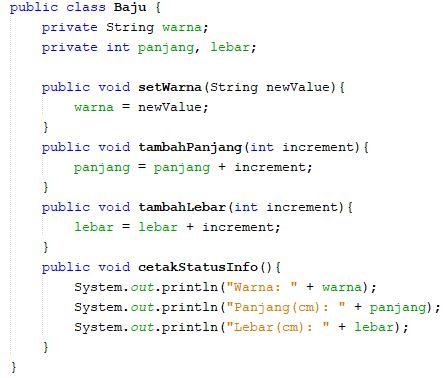 public class Baju {
    private String warna;
    private int panjang, lebar;

    public void setWarna(String newValue){
        warna = newValue;
    }
    public void tambahPanjang(int increment){
        panjang = panjang + increment;
    }
    public void tambahLebar(int increment){
        lebar = lebar + increment;
    }
    public void cetakStatusInfo(){
        System.out.println("Warna: " + warna);
        System.out.println("Panjang(cm): " + panjang);
        System.out.println("Lebar(cm): " + lebar);
    }
}